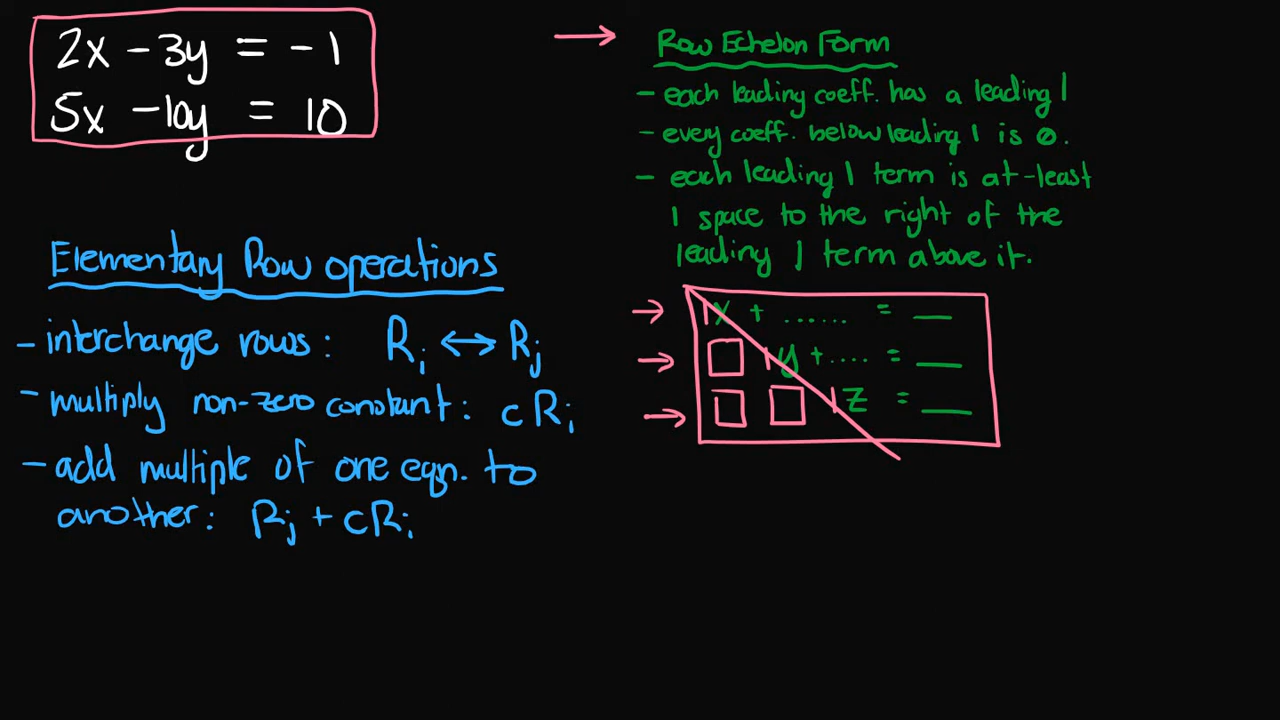 2x - 3y = -1
5x - 10y = 10
Elementary Row operations
- interchange rows: Ri ↔ Rj
- multiply non-zero constant: cRi
- add multiple of one eqn. to
another: Rj + cRi
→ Row Echelon Form
- each leading coeff. has a leading 1
- every coeff. below leading 1 is 0.
- each leading 1 term is at-least
1 space to the right of the
leading 1 term above it.
→ 1x + ...... = __
→ □ 1y + .... = __
→ □ □ 1z = __